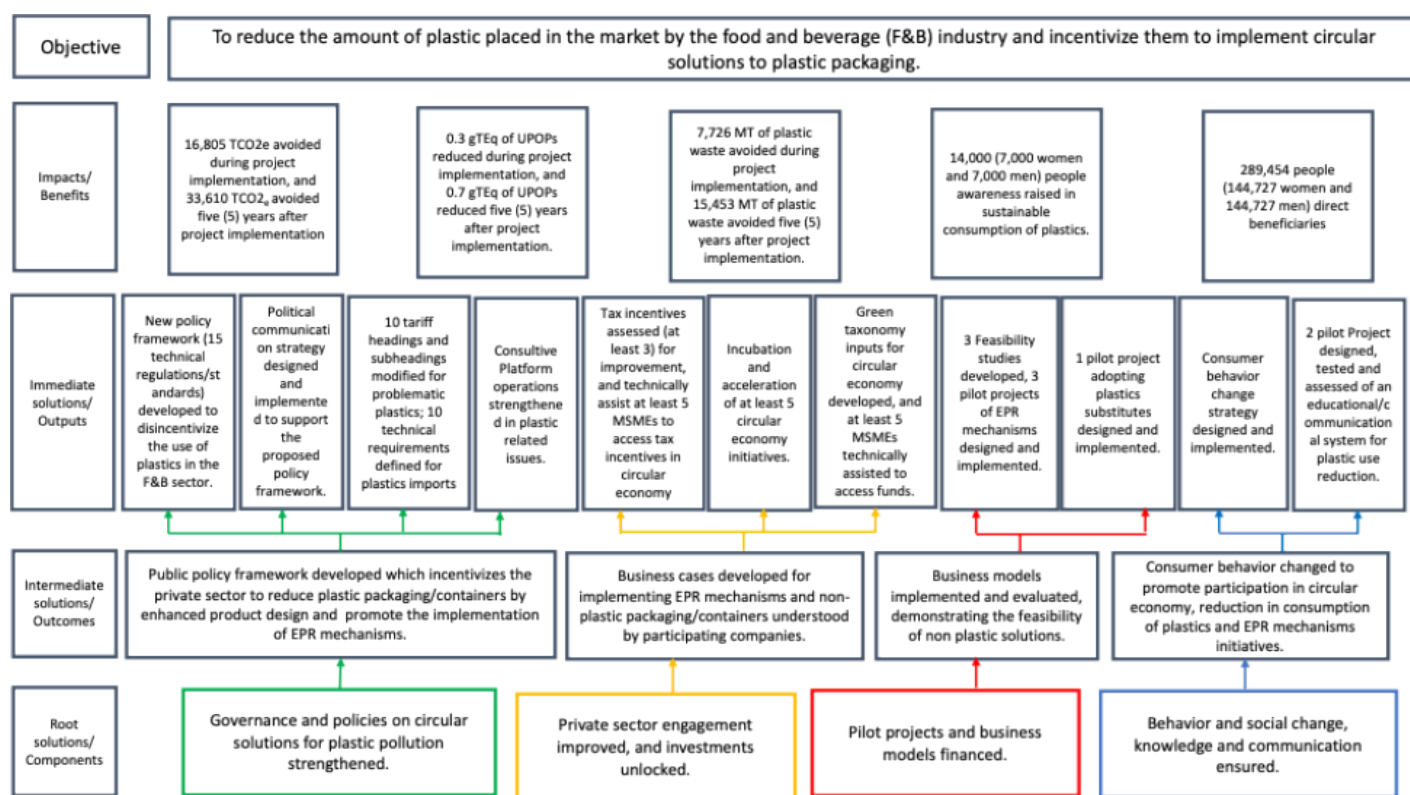 Objective
To reduce the amount of plastic placed in the market by the food and beverage (F&B) industry and incentivize them to implement circular
solutions to plastic packaging.
Impacts/
Benefits
16,805 TCO2e avoided
during project
implementation, and
33,610 TCO2e avoided
five (5) years after
project implementation
0.3 gTEq of UPOPs
reduced during project
implementation, and
0.7 gTEq of UPOPs
reduced five (5) years
after project
implementation.
7,726 MT of plastic
waste avoided during
project
implementation, and
15,453 MT of plastic
waste avoided five (5)
years after project
implementation.
14,000 (7,000 women
and 7,000 men) people
awareness raised in
sustainable
consumption of plastics.
289,454 people
(144,727 women and
144,727 men) direct
beneficiaries
Immediate
solutions/
Outputs
New policy
framework (15
technical
regulations/st
andards)
developed to
disincentivize
the use of
plastics in the
F&B sector.
Political
communicati
on strategy
designed
and
implemente
d to support
the
proposed
policy
framework.
10 tariff
headings and
subheadings
modified for
problematic
plastics; 10
technical
requirements
defined for
plastics imports
Consultive
Platform
operations
strengthene
d in plastic
related
issues.
Tax incentives
assessed (at
least 3) for
improvement,
and technically
assist at least 5
MSMEs to
access tax
incentives in
circular
economy
Incubation
and
acceleration
of at least 5
circular
economy
initiatives.
Green
taxonomy
inputs for
circular
economy
developed, and
at least 5
MSMEs
technically
assisted to
access funds.
3 Feasibility
studies
developed, 3
pilot projects
of EPR
mechanisms
designed and
implemented.
1 pilot project
adopting
plastics
substitutes
designed and
implemented.
Consumer
behavior
change
strategy
designed and
implemented.
2 pilot Project
designed,
tested and
assessed of an
educational/c
ommunication
al system for
plastic use
reduction.
Intermediate
solutions/
Outcomes
Public policy framework developed which incentivizes the
private sector to reduce plastic packaging/containers by
enhanced product design and promote the implementation
of EPR mechanisms.
Business cases developed for
implementing EPR mechanisms and non-
plastic packaging/containers understood
by participating companies.
Business models
implemented and evaluated,
demonstrating the feasibility
of non plastic solutions.
Consumer behavior changed to
promote participation in circular
economy, reduction in consumption
of plastics and EPR mechanisms
initiatives.
Root
solutions/
Components
Governance and policies on circular
solutions for plastic pollution
strengthened.
Private sector engagement
improved, and investments
unlocked.
Pilot projects and business
models financed.
Behavior and social change,
knowledge and communication
ensured.